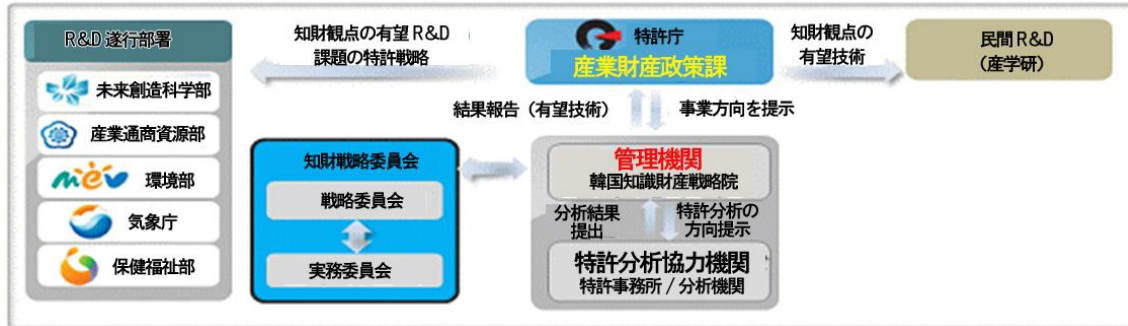 R&D 遂行部署
未来創造科学部
産業通商資源部
mev 環境部
気象庁
保健福祉部
知財観点の有望 R&D
課題の特許戦略
特許庁
産業財産政策課
知財観点の
有望技術
民間 R&D
(産学研)
結果報告（有望技術）
事業方向を提示
知財戦略委員会
戦略委員会
実務委員会
管理機関
韓国知識財産戦略院
分析結果
提出
特許分析の
方向提示
特許分析協力機関
特許事務所 / 分析機関